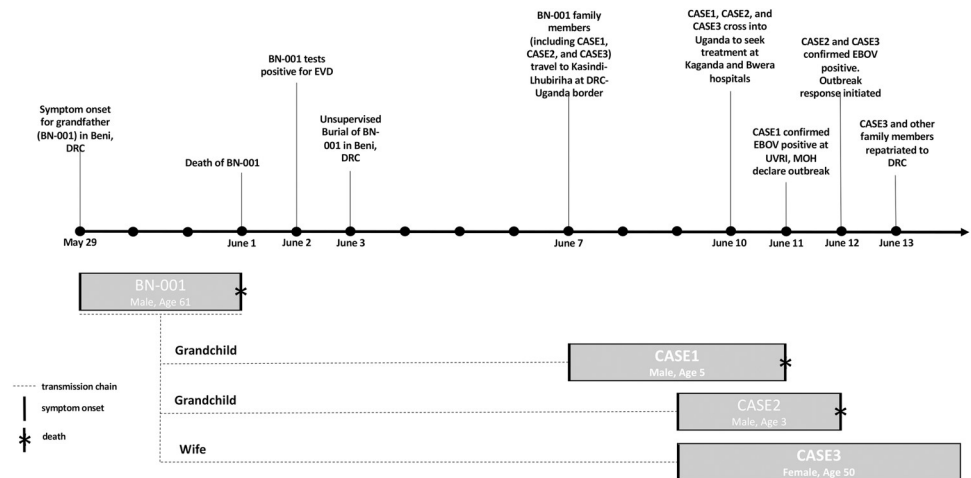 Symptom onset
for grandfather
(BN-001) in Beni,
DRC
Death of BN-001
BN-001 tests
positive for EVD
Unsupervised
Burial of BN-
001 in Beni,
DRC
BN-001 family
members
(including CASE1,
CASE2, and CASE3)
travel to Kasindi-
Lhubiriha at DRC-
Uganda border
CASE1, CASE2, and
CASE3 cross into
Uganda to seek
treatment at
Kaganda and Bwera
hospitals
CASE1 confirmed
EBOV positive at
UVRI, MOH
declare outbreak
CASE2 and CASE3
confirmed EBOV
positive.
Outbreak
response initiated
CASE3 and other
family members
repatriated to
DRC
May 29
June 1
June 2
June 3
June 7
June 10
June 11
June 12
June 13
BN-001
Male, Age 61
Grandchild
CASE1
Male, Age 5
Grandchild
CASE2
Male, Age 3
Wife
CASE3
Female, Age 50
transmission chain
symptom onset
death